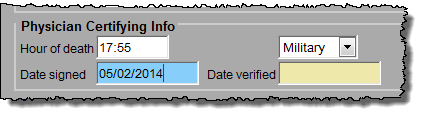 Physician Certifying Info
Hour of death 17:55 Military
Date signed 05/02/2014 Date verified